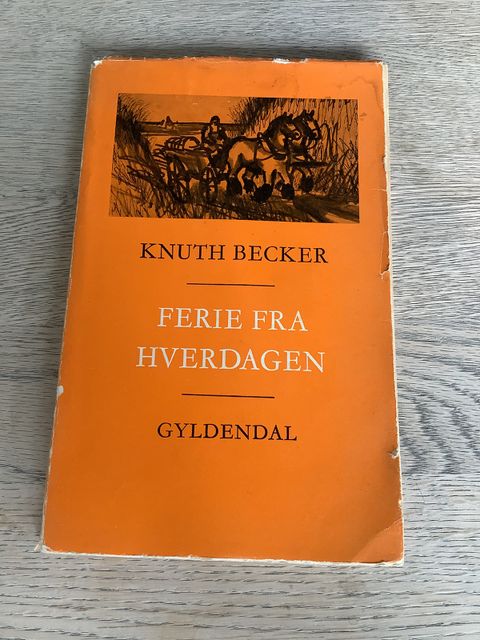 KNUTH BECKER
FERIE FRA
HVERDAGEN
GYLDENDAL